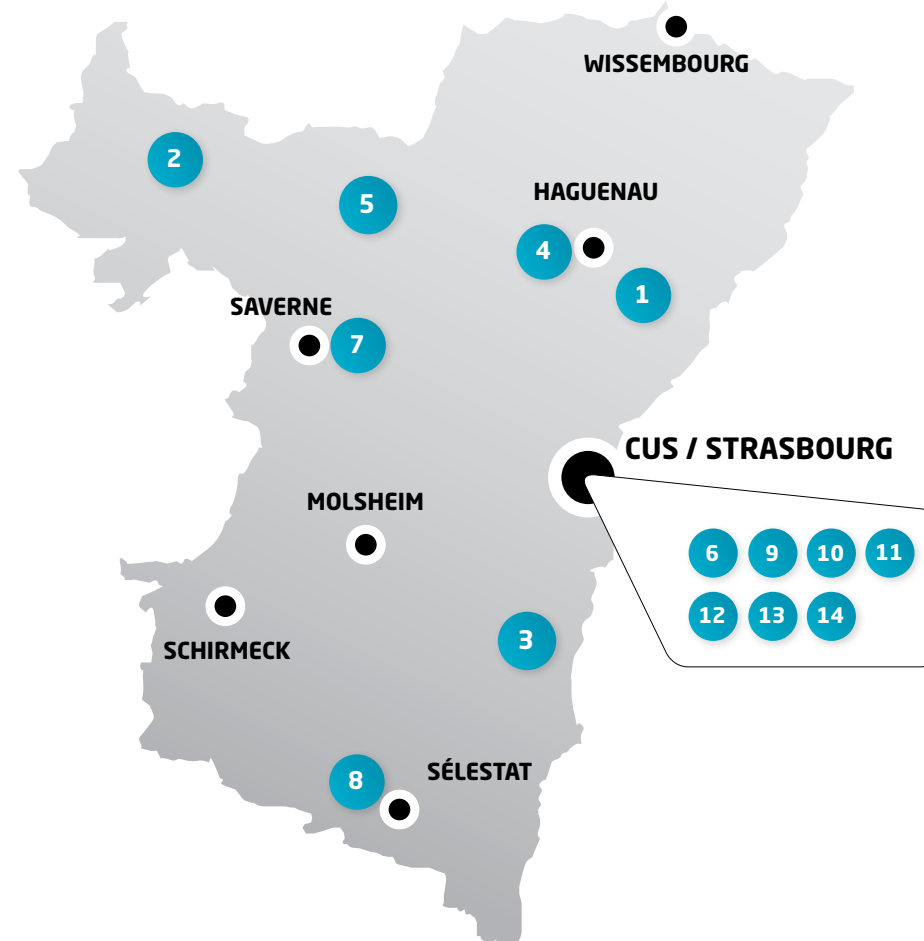 WISSEMBOURG
2
HAGUENAU
5
4
1
SAVERNE
7
CUS / STRASBOURG
MOLSHEIM
6 9 10 11
12 13 14
3
SCHIRMECK
SÉLESTAT
8